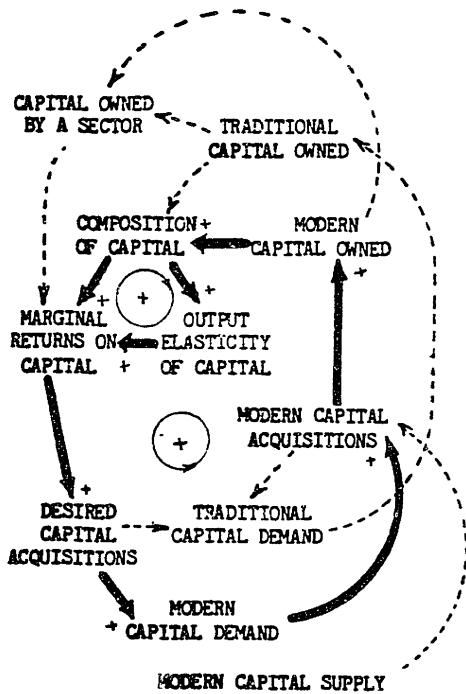 CAPITAL OWNED
BY A SECTOR
TRADITIONAL
CAPITAL OWNED
COMPOSITION +
OF CAPITAL
MODERN
CAPITAL OWNED
+
+
+
+
MARGINAL
RETURNS ON
CAPITAL +
OUTPUT
ELASTICITY
OF CAPITAL
MODERN CAPITAL
ACQUISITIONS
+
+
+
DESIRED
CAPITAL
ACQUISITIONS
TRADITIONAL
CAPITAL DEMAND
MODERN
+ CAPITAL DEMAND
MODERN CAPITAL SUPPLY